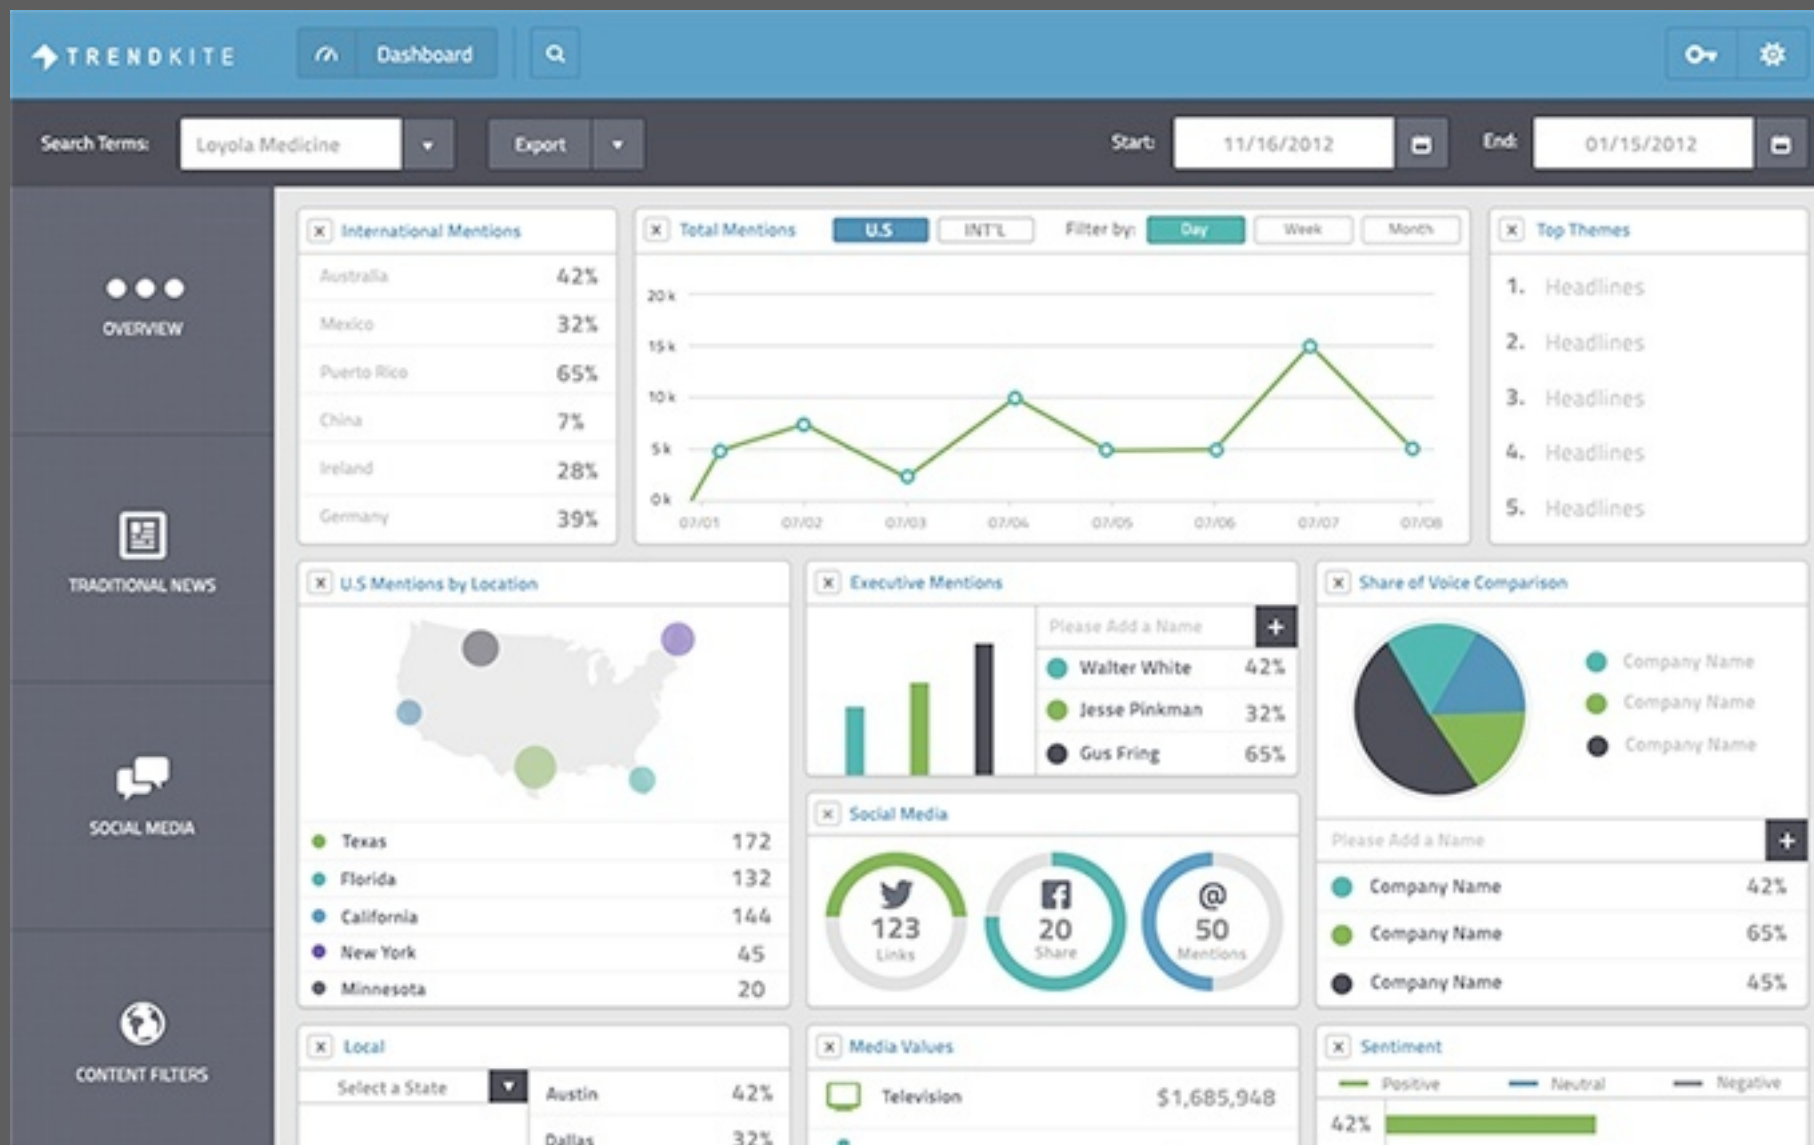 TRENDKITE
Dashboard
Search Terms:
Loyola Medicine
Export
Start:
11/16/2012
End:
01/15/2012
OVERVIEW
TRADITIONAL NEWS
SOCIAL MEDIA
CONTENT FILTERS
International Mentions
Australia 42%
Mexico 32%
Puerto Rico 65%
China 7%
Ireland 28%
Germany 39%
Total Mentions
U.S
INT'L
Filter by:
Day
Week
Month
20 k
15 k
10 k
5 k
0 k
07/01 07/02 07/03 07/04 07/05 07/06 07/07 07/08
Top Themes
1. Headlines
2. Headlines
3. Headlines
4. Headlines
5. Headlines
U.S Mentions by Location
Texas 172
Florida 132
California 144
New York 45
Minnesota 20
Executive Mentions
Please Add a Name +
Walter White 42%
Jesse Pinkman 32%
Gus Fring 65%
Social Media
123
Links
20
Share
@
50
Mentions
Share of Voice Comparison
Company Name
Company Name
Company Name
Please Add a Name +
Company Name 42%
Company Name 65%
Company Name 45%
Local
Select a State
Austin 42%
Dallas 32%
Media Values
Television $1,685,948
Sentiment
Positive Neutral Negative
42%